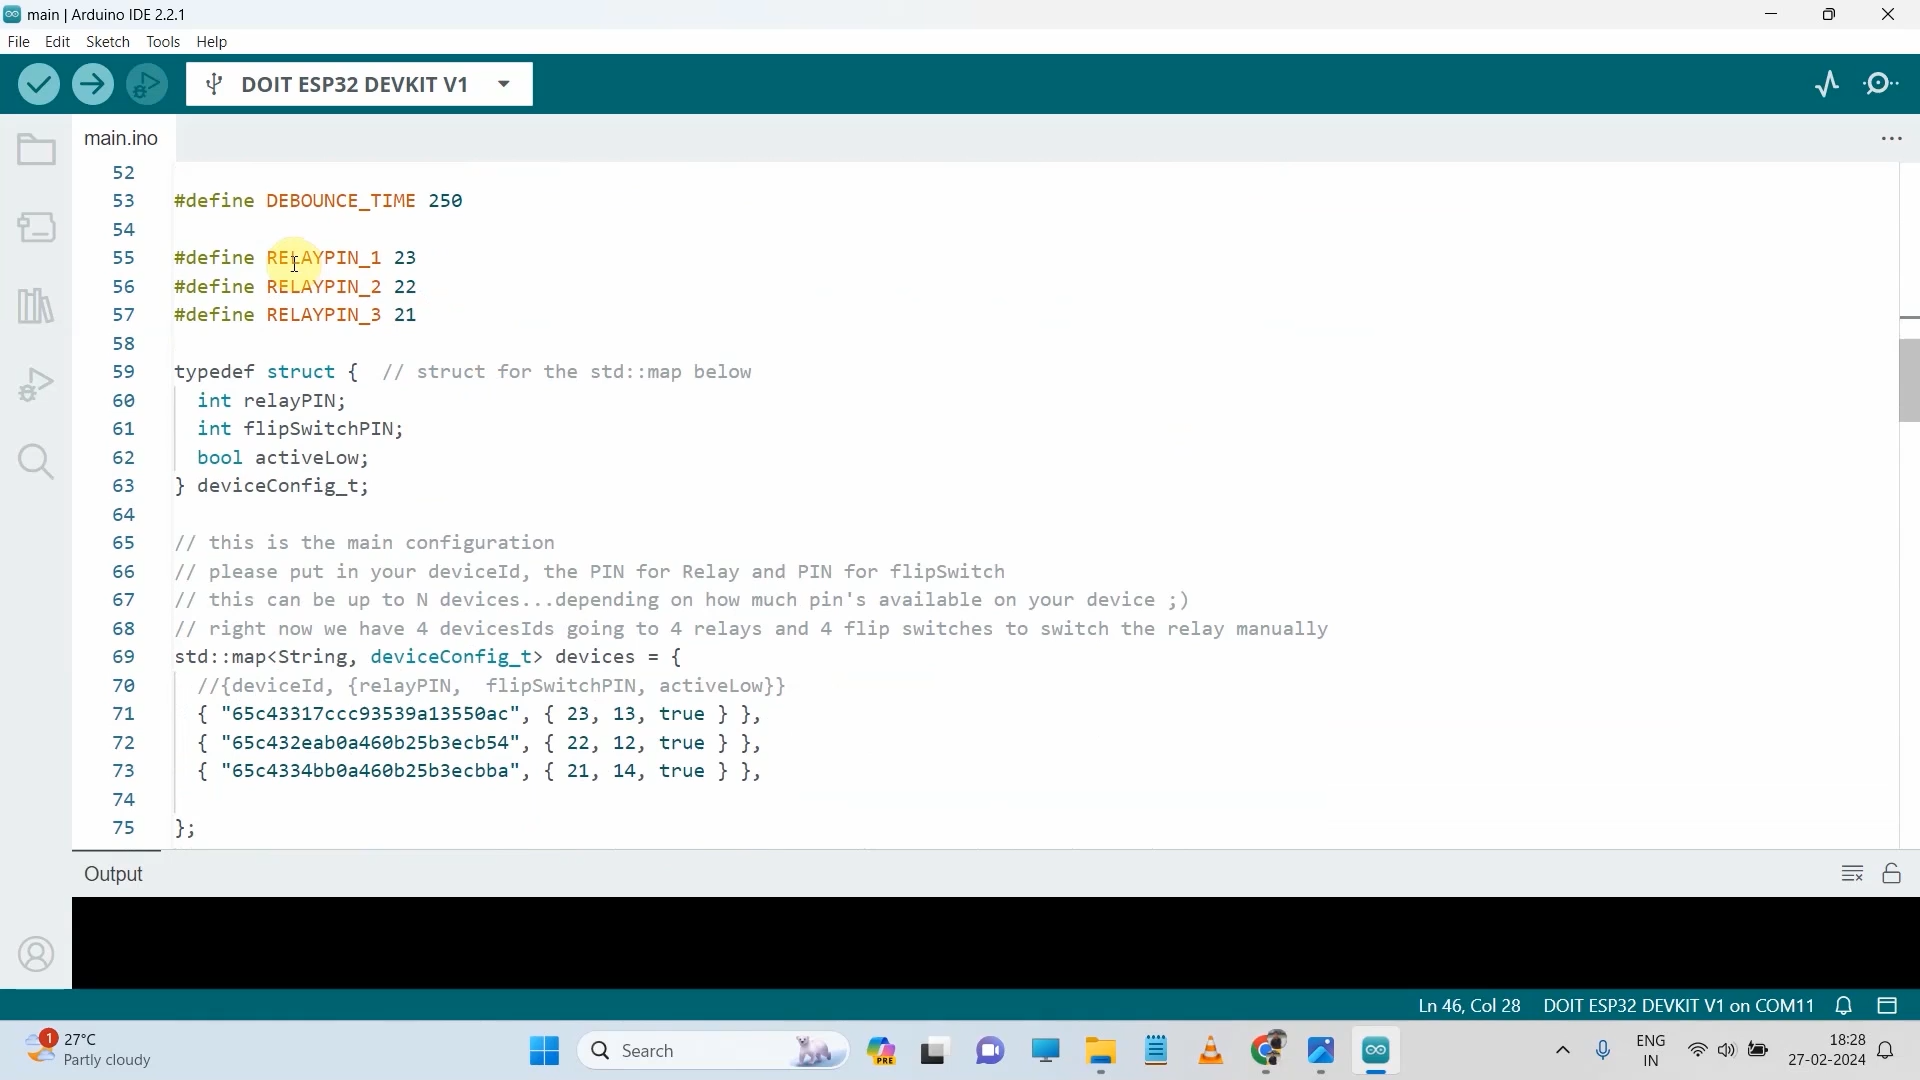 main | Arduino IDE 2.2.1
File Edit Sketch Tools Help
DOIT ESP32 DEVKIT V1
main.ino
52
53 #define DEBOUNCE_TIME 250
54
55 #define RELAYPIN_1 23
56 #define RELAYPIN_2 22
57 #define RELAYPIN_3 21
58
59 typedef struct { // struct for the std::map below
60 int relayPIN;
61 int flipSwitchPIN;
62 bool activeLow;
63 } deviceConfig_t;
64
65 // this is the main configuration
66 // please put in your deviceId, the PIN for Relay and PIN for flipSwitch
67 // this can be up to N devices...depending on how much pin's available on your device ;)
68 // right now we have 4 devicesIds going to 4 relays and 4 flip switches to switch the relay manually
69 std::map<String, deviceConfig_t> devices = {
70 //{deviceId, {relayPIN, flipSwitchPIN, activeLow}}
71 { "65c43317ccc93539a13550ac", { 23, 13, true } },
72 { "65c432eab0a460b25b3ecb54", { 22, 12, true } },
73 { "65c4334bb0a460b25b3ecbba", { 21, 14, true } },
74
75 };
Output
Ln 46, Col 28 DOIT ESP32 DEVKIT V1 on COM11
1
27°C
Partly cloudy
Search
PRE
ENG
IN
18:28
27-02-2024